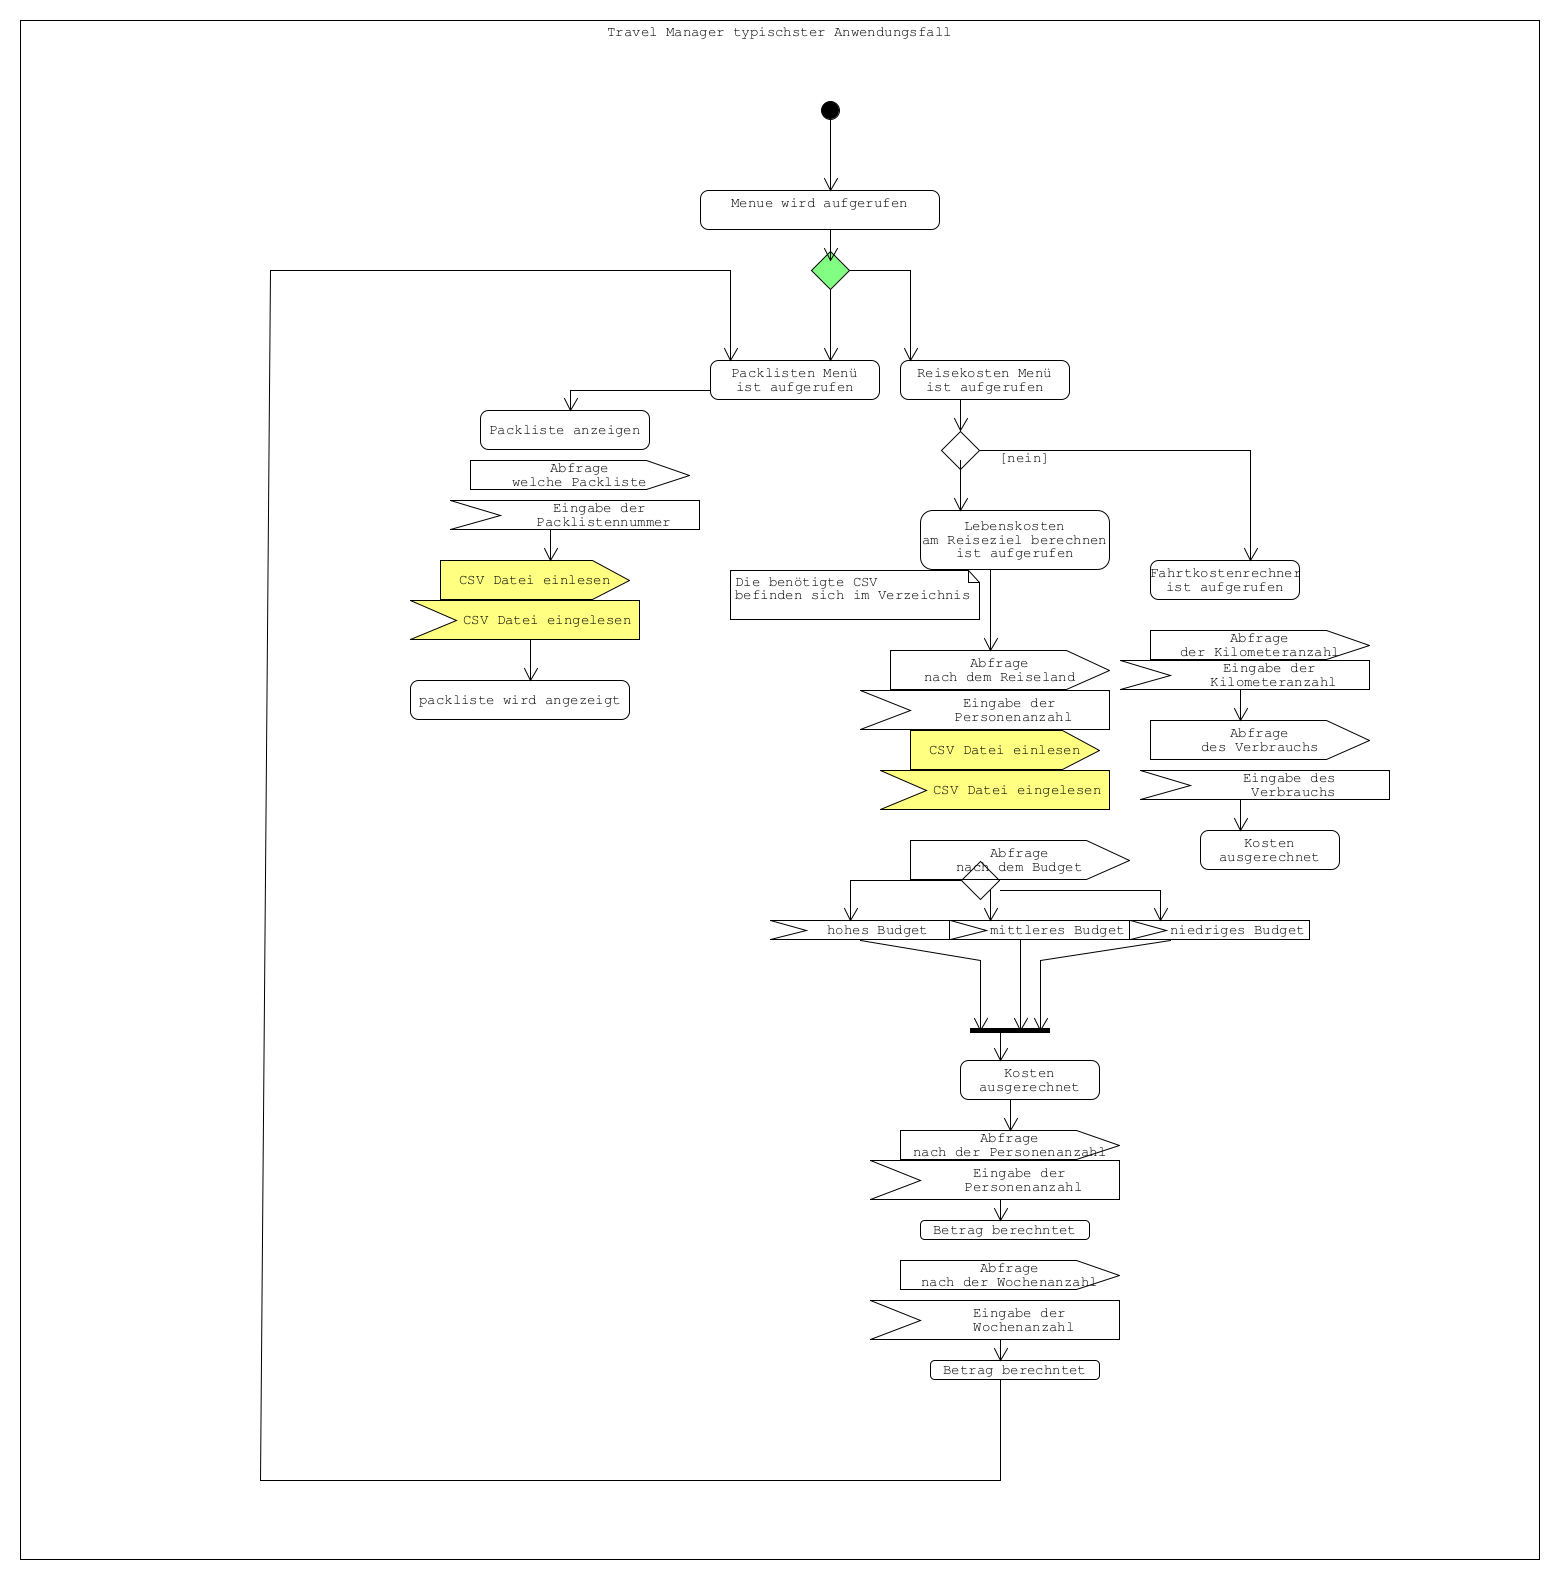 Travel Manager typischster Anwendungsfall
Menue wird aufgerufen
Packlisten Menü
ist aufgerufen
Reisekosten Menü
ist aufgerufen
Packliste anzeigen
Abfrage
welche Packliste
Eingabe der
Packlistennummer
CSV Datei einlesen
CSV Datei eingelesen
packliste wird angezeigt
[nein]
Lebenskosten
am Reiseziel berechnen
ist aufgerufen
Die benötigte CSV
befinden sich im Verzeichnis
Abfrage
nach dem Reiseland
Eingabe der
Personenanzahl
CSV Datei einlesen
CSV Datei eingelesen
Fahrtkostenrechner
ist aufgerufen
Abfrage
der Kilometeranzahl
Eingabe der
Kilometeranzahl
Abfrage
des Verbrauchs
Eingabe des
Verbrauchs
Kosten
ausgerechnet
Abfrage
nach dem Budget
hohes Budget
mittleres Budget
niedriges Budget
Kosten
ausgerechnet
Abfrage
nach der Personenanzahl
Eingabe der
Personenanzahl
Betrag berechntet
Abfrage
nach der Wochenanzahl
Eingabe der
Wochenanzahl
Betrag berechntet